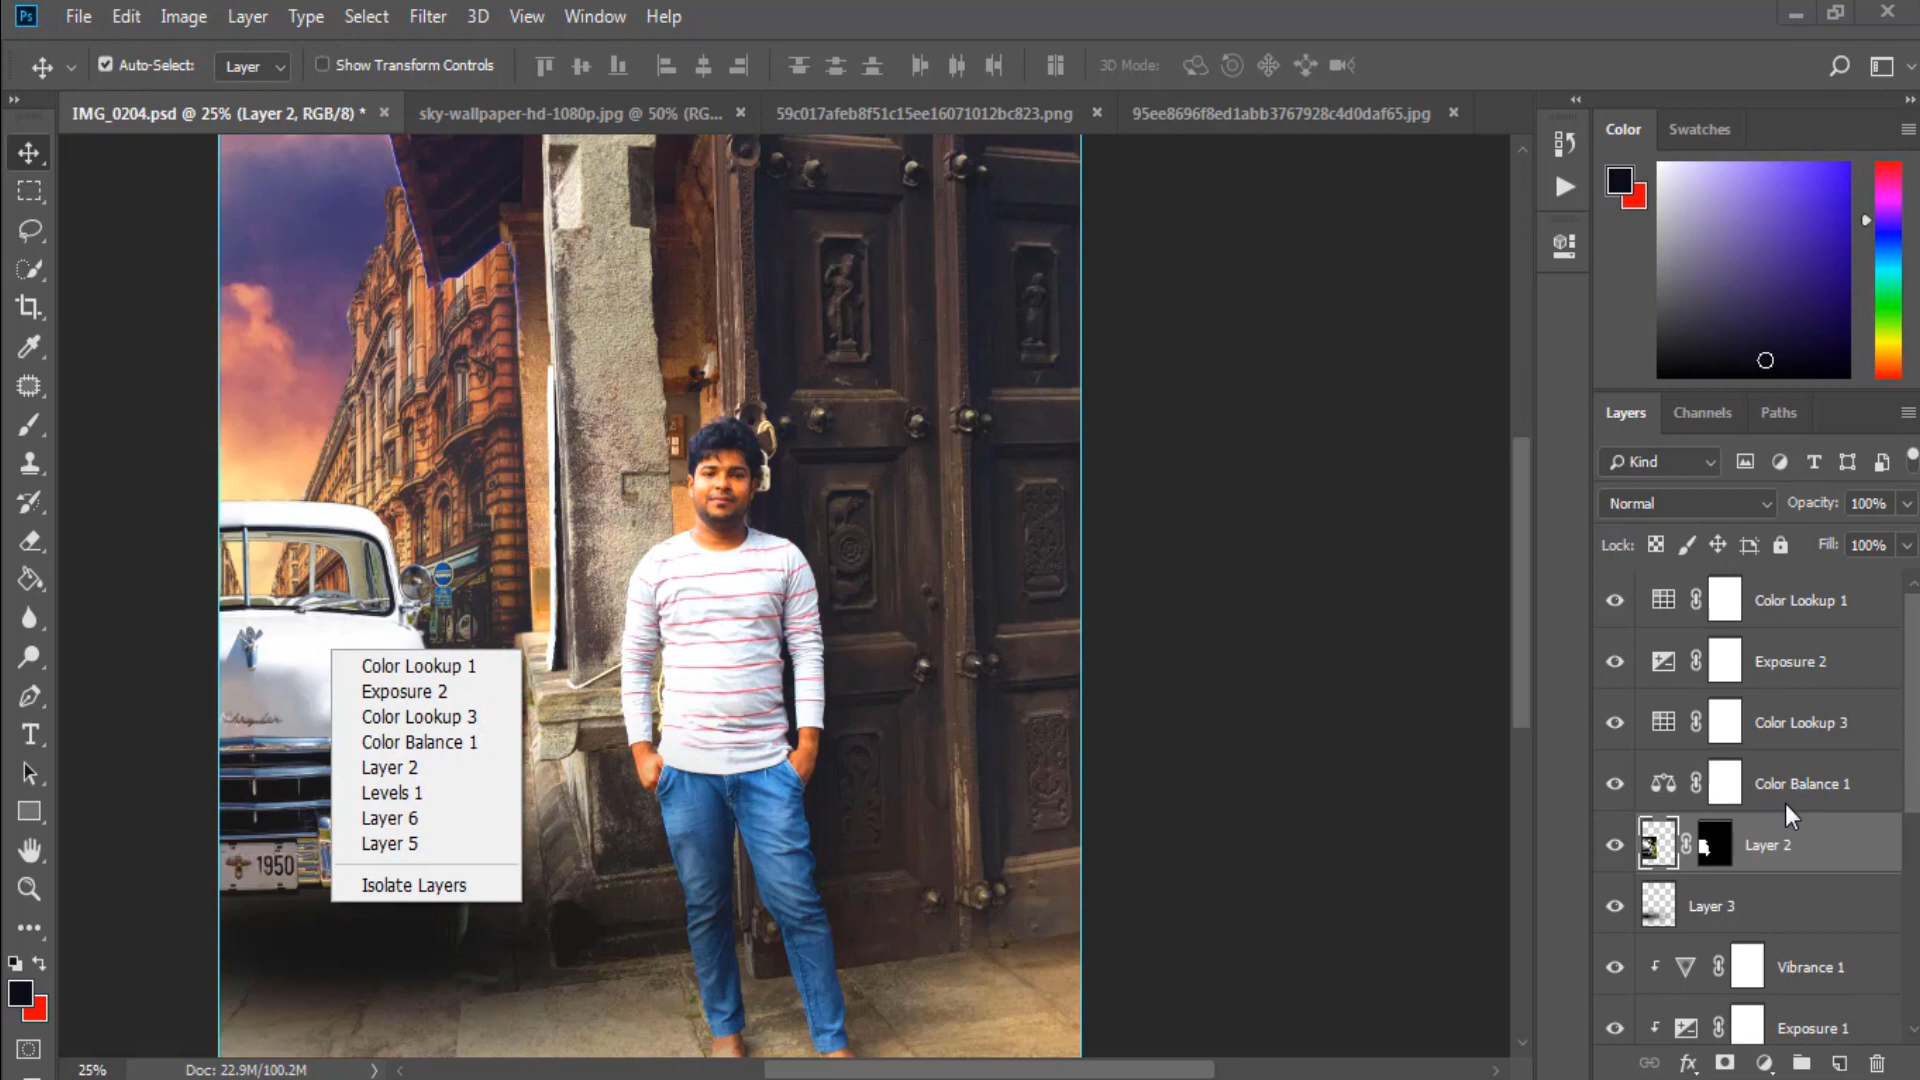 Ps File Edit Image Layer Type Select Filter 3D View Window Help
Auto-Select: Layer Show Transform Controls 3D Mode:
IMG_0204.psd @ 25% (Layer 2, RGB/8) * × sky-wallpaper-hd-1080p.jpg @ 50% (RG... × 59c017afeb8f51c15ee16071012bc823.png × 95ee8696f8ed1abb3767928c4d0daf65.jpg ×
Color Swatches
Layers Channels Paths
Kind
Normal Opacity: 100%
Lock: Fill: 100%
Color Lookup 1
Exposure 2
Color Lookup 3
Color Balance 1
Layer 2
Layer 3
Vibrance 1
Exposure 1
Chrysler
1950
Color Lookup 1
Exposure 2
Color Lookup 3
Color Balance 1
Layer 2
Levels 1
Layer 6
Layer 5
Isolate Layers
25% Doc: 22.9M/100.2M